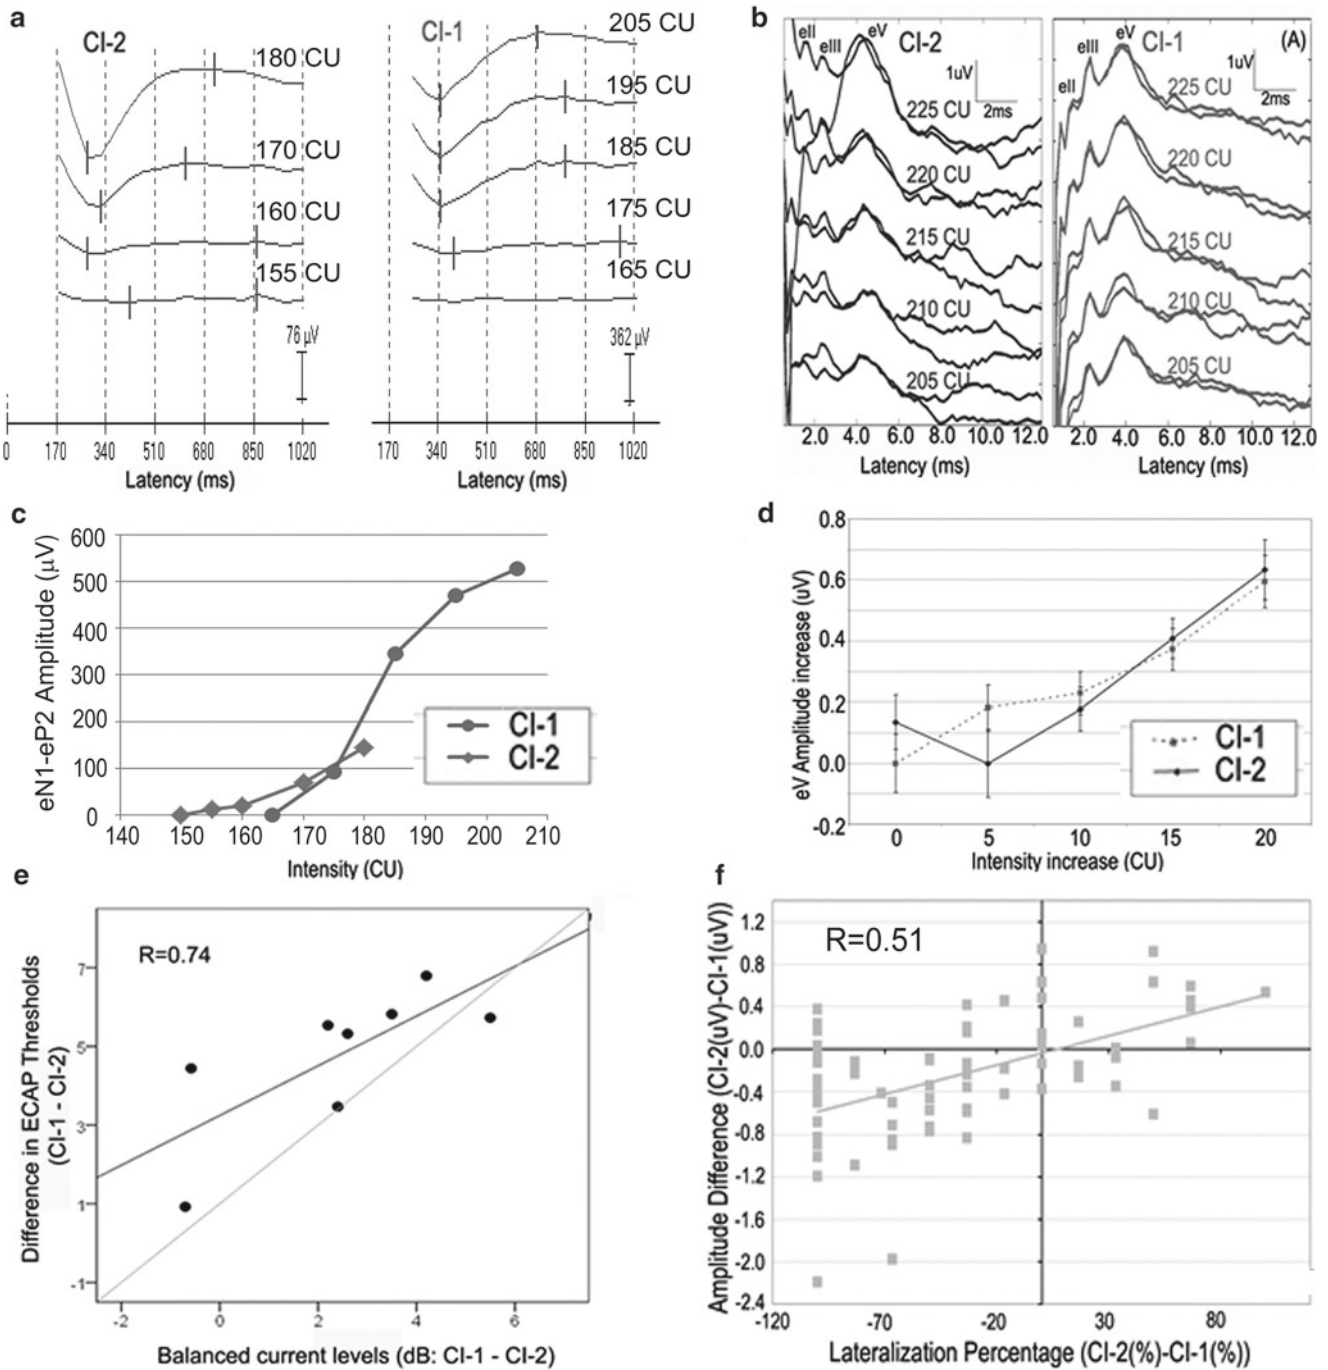 a
CI-2
180 CU
170 CU
160 CU
155 CU
76 µV
0 170 340 510 680 850 1020
Latency (ms)
CI-1
205 CU
195 CU
185 CU
175 CU
165 CU
362 µV
170 340 510 680 850 1020
Latency (ms)
b
eII
eIII
eV
CI-2
1uV
2ms
225 CU
220 CU
215 CU
210 CU
205 CU
2.0 4.0 6.0 8.0 10.0 12.0
Latency (ms)
eII
eIII
eV
CI-1
(A)
1uV
2ms
225 CU
220 CU
215 CU
210 CU
205 CU
2.0 4.0 6.0 8.0 10.0 12.0
Latency (ms)
c
eN1-eP2 Amplitude (µV)
600
500
400
300
200
100
0
CI-1
CI-2
140 150 160 170 180 190 200 210
Intensity (CU)
d
eV Amplitude increase (uV)
0.8
0.6
0.4
0.2
0.0
-0.2
CI-1
CI-2
0 5 10 15 20
Intensity increase (CU)
e
Difference in ECAP Thresholds
(CI-1 - CI-2)
R=0.74
7
5
3
1
-1
-2 0 2 4 6
Balanced current levels (dB: CI-1 - CI-2)
f
Amplitude Difference (CI-2(uV)-CI-1(uV))
R=0.51
1.2
0.8
0.4
0.0
-0.4
-0.8
-1.2
-1.6
-2.0
-2.4
-120 -70 -20 30 80
Lateralization Percentage (CI-2(%)-CI-1(%))